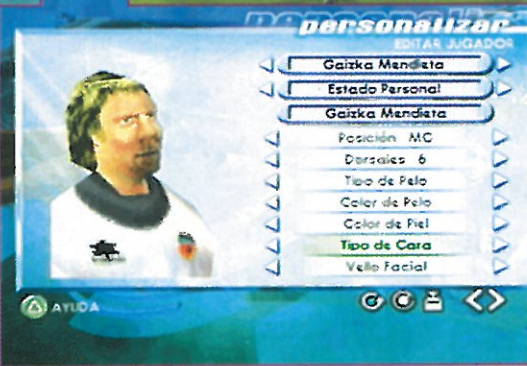 personalizar
EDITAR JUGADOR
Gaizka Mendieta
Estado Personal
Gaizka Mendieta
Posición MC
Dorsales 6
Tipo de Pelo
Color de Pelo
Color de Piel
Tipo de Cara
Vello Facial
AYUDA